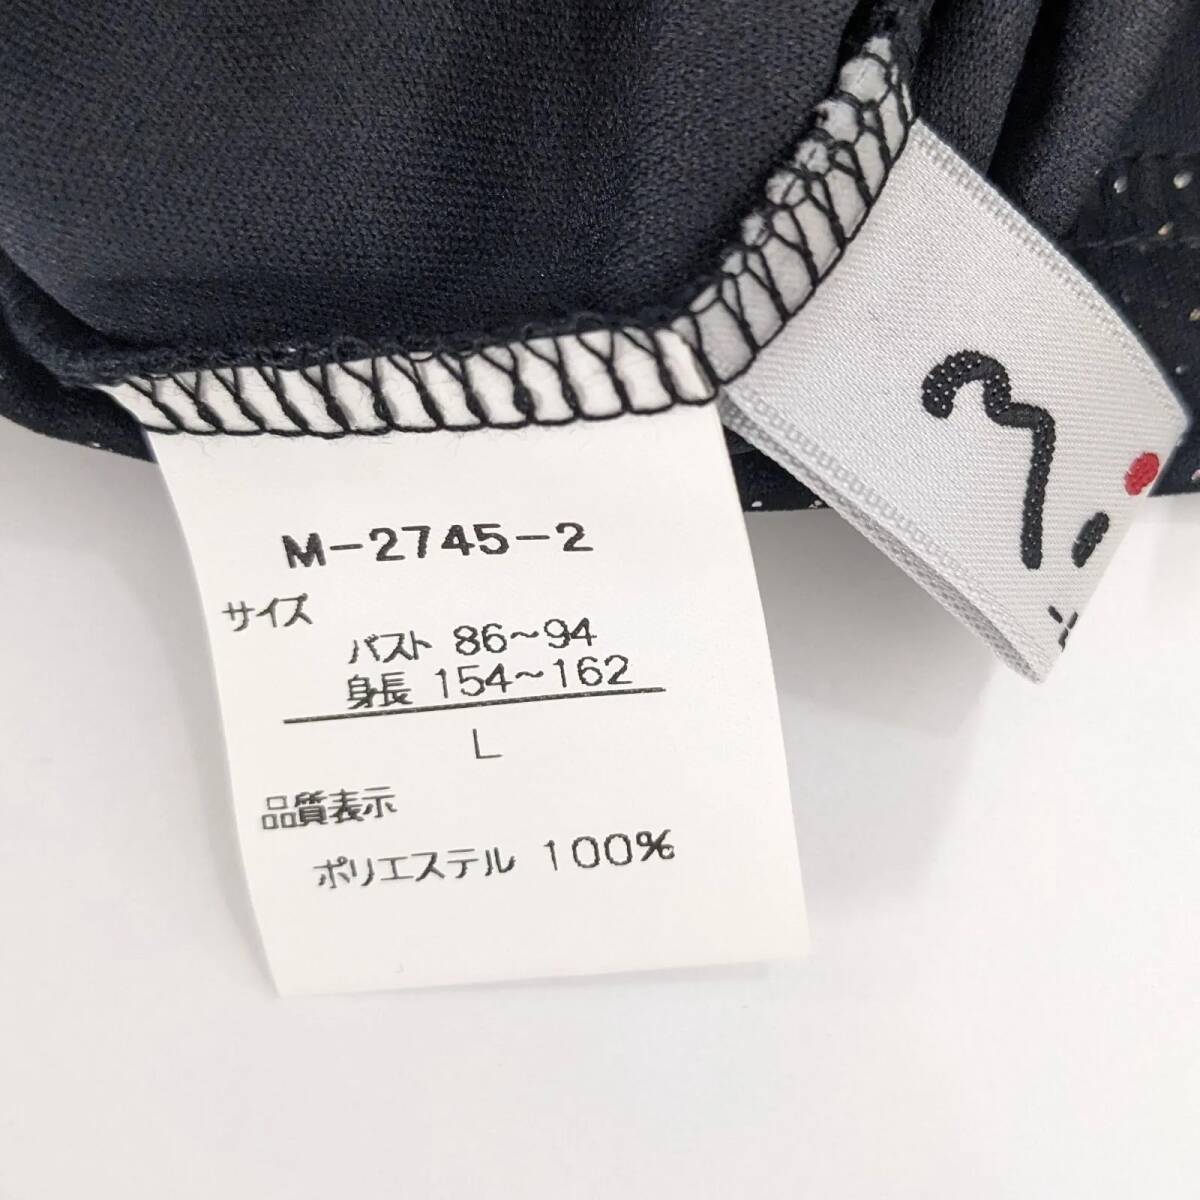 M-2745-2
サイズ
バスト 86～94
身長 154～162
L
品質表示
ポリエステル 100%